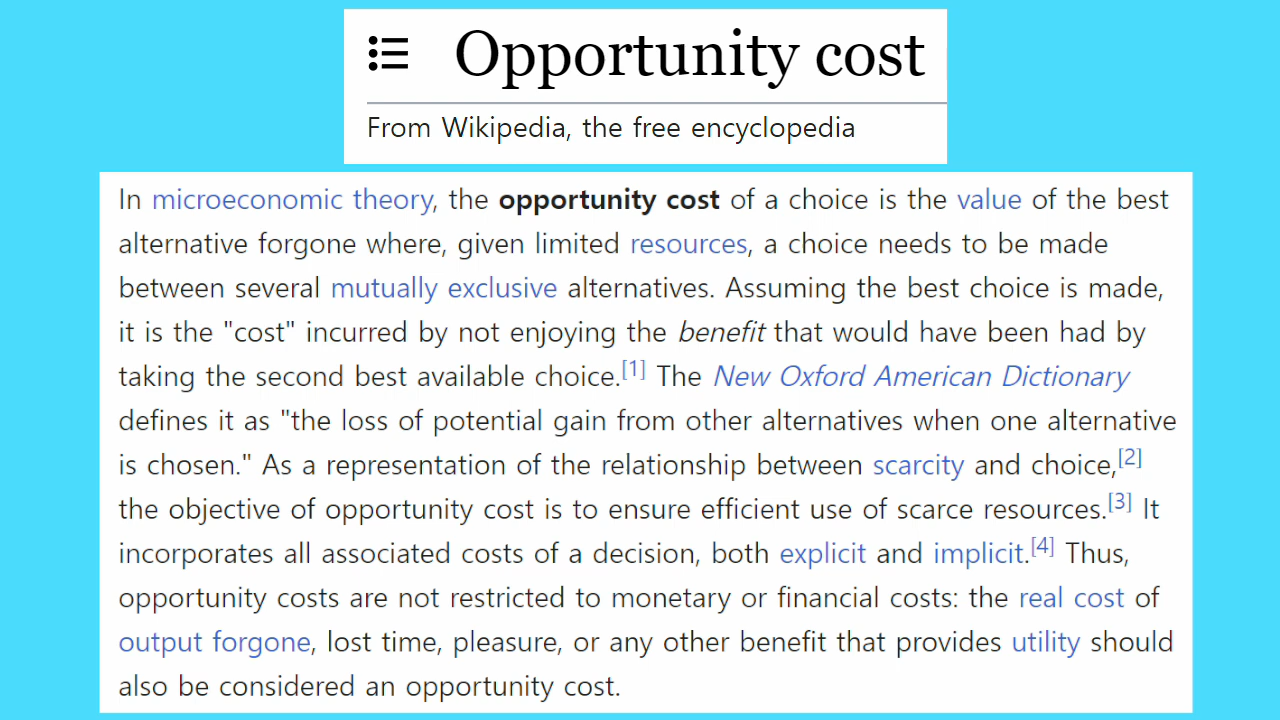 Opportunity cost
From Wikipedia, the free encyclopedia
In microeconomic theory, the opportunity cost of a choice is the value of the best
alternative forgone where, given limited resources, a choice needs to be made
between several mutually exclusive alternatives. Assuming the best choice is made,
it is the "cost" incurred by not enjoying the benefit that would have been had by
taking the second best available choice.[1] The New Oxford American Dictionary
defines it as "the loss of potential gain from other alternatives when one alternative
is chosen." As a representation of the relationship between scarcity and choice,[2]
the objective of opportunity cost is to ensure efficient use of scarce resources.[3] It
incorporates all associated costs of a decision, both explicit and implicit.[4] Thus,
opportunity costs are not restricted to monetary or financial costs: the real cost of
output forgone, lost time, pleasure, or any other benefit that provides utility should
also be considered an opportunity cost.